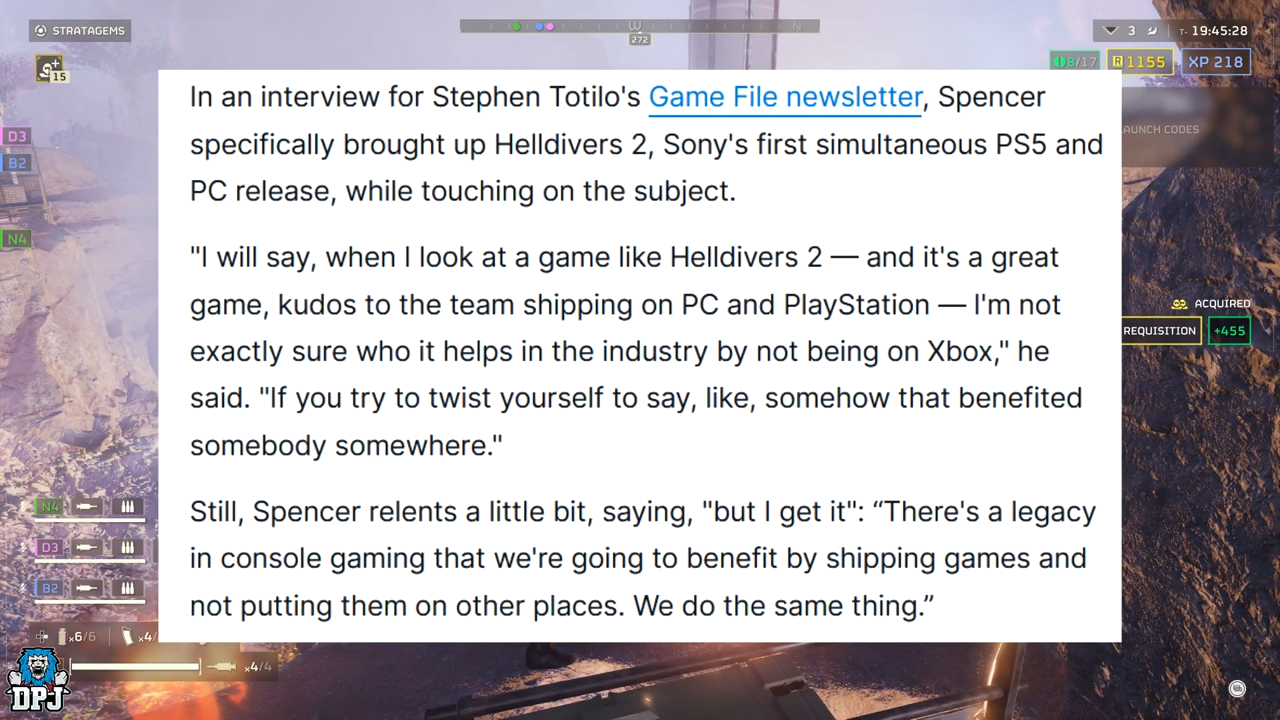 STRATAGEMS
W
N
272
3
T- 19:45:28
15
8/17
R 1155
XP 218
In an interview for Stephen Totilo's Game File newsletter, Spencer
specifically brought up Helldivers 2, Sony's first simultaneous PS5 and
PC release, while touching on the subject.
"I will say, when I look at a game like Helldivers 2 — and it's a great
game, kudos to the team shipping on PC and PlayStation — I'm not
exactly sure who it helps in the industry by not being on Xbox," he
said. "If you try to twist yourself to say, like, somehow that benefited
somebody somewhere."
Still, Spencer relents a little bit, saying, "but I get it": “There's a legacy
in console gaming that we're going to benefit by shipping games and
not putting them on other places. We do the same thing.”
AUNCH CODES
D3
B2
N4
ACQUIRED
REQUISITION +455
N4
D3
B2
x6/6
x4/
x4/4
DPJ